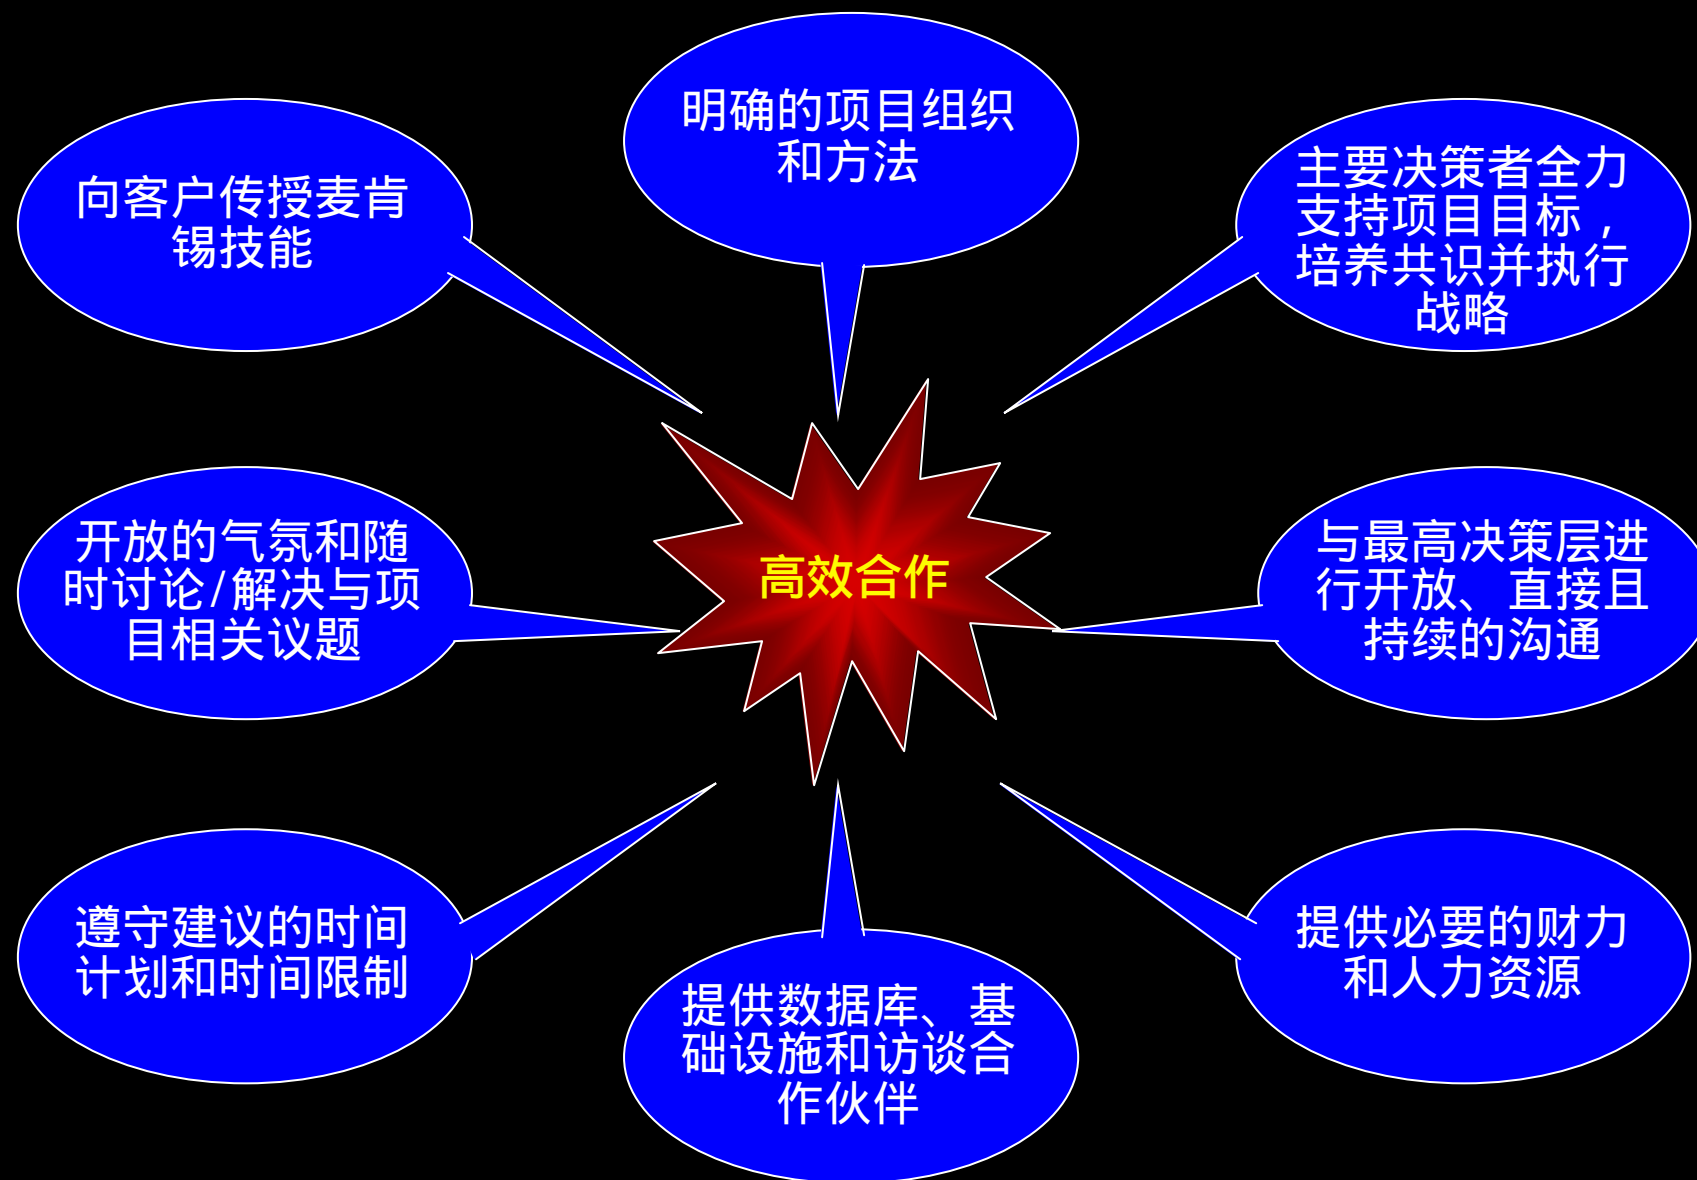 明确的项目组织
和方法
向客户传授麦肯
锡技能
主要决策者全力
支持项目目标，
培养共识并执行
战略
开放的气氛和随
时讨论/解决与项
目相关议题
高效合作
与最高决策层进
行开放、直接且
持续的沟通
遵守建议的时间
计划和时间限制
提供数据库、基
础设施和访谈合
作伙伴
提供必要的财力
和人力资源